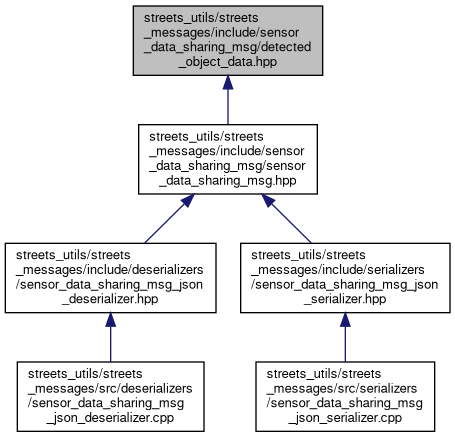 streets_utils/streets
_messages/include/sensor
_data_sharing_msg/detected
_object_data.hpp
streets_utils/streets
_messages/include/sensor
_data_sharing_msg/sensor
_data_sharing_msg.hpp
streets_utils/streets
_messages/include/deserializers
/sensor_data_sharing_msg_json
_deserializer.hpp
streets_utils/streets
_messages/include/serializers
/sensor_data_sharing_msg_json
_serializer.hpp
streets_utils/streets
_messages/src/deserializers
/sensor_data_sharing_msg
_json_deserializer.cpp
streets_utils/streets
_messages/src/serializers
/sensor_data_sharing_msg
_json_serializer.cpp